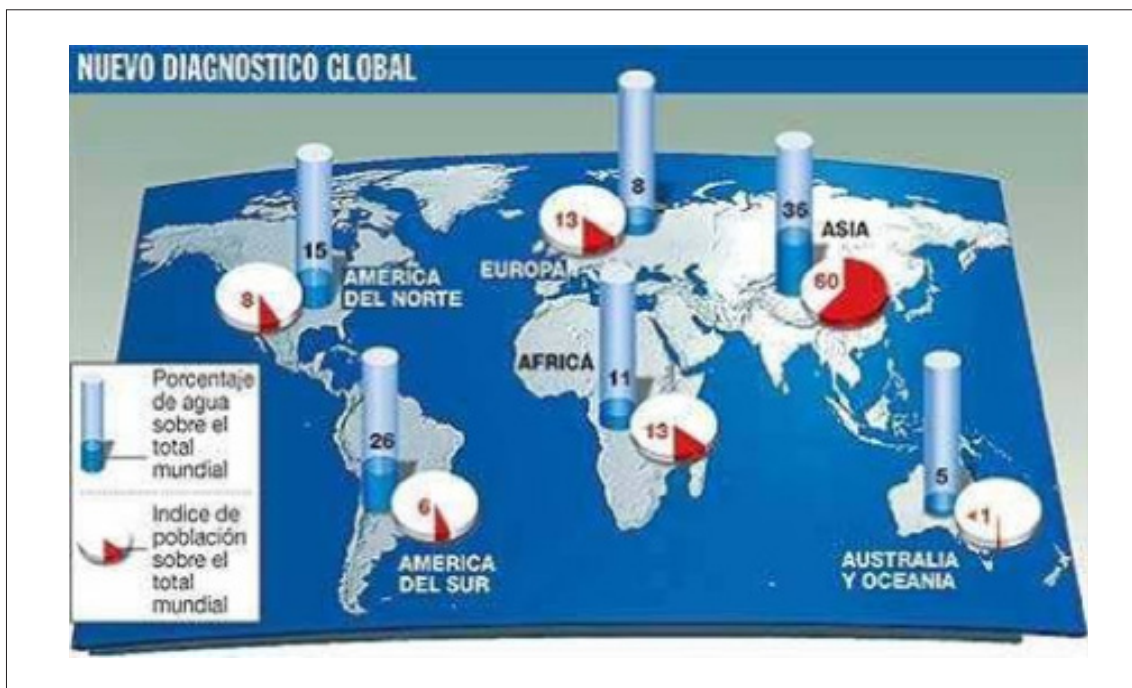 NUEVO DIAGNOSTICO GLOBAL
8
13
EUROPA
36
ASIA
60
15
AMERICA
DEL NORTE
8
AFRICA
11
13
26
6
AMERICA
DEL SUR
5
<1
AUSTRALIA
Y OCEANIA
Porcentaje
de agua
sobre el
total
mundial
Indice de
población
sobre el
total
mundial